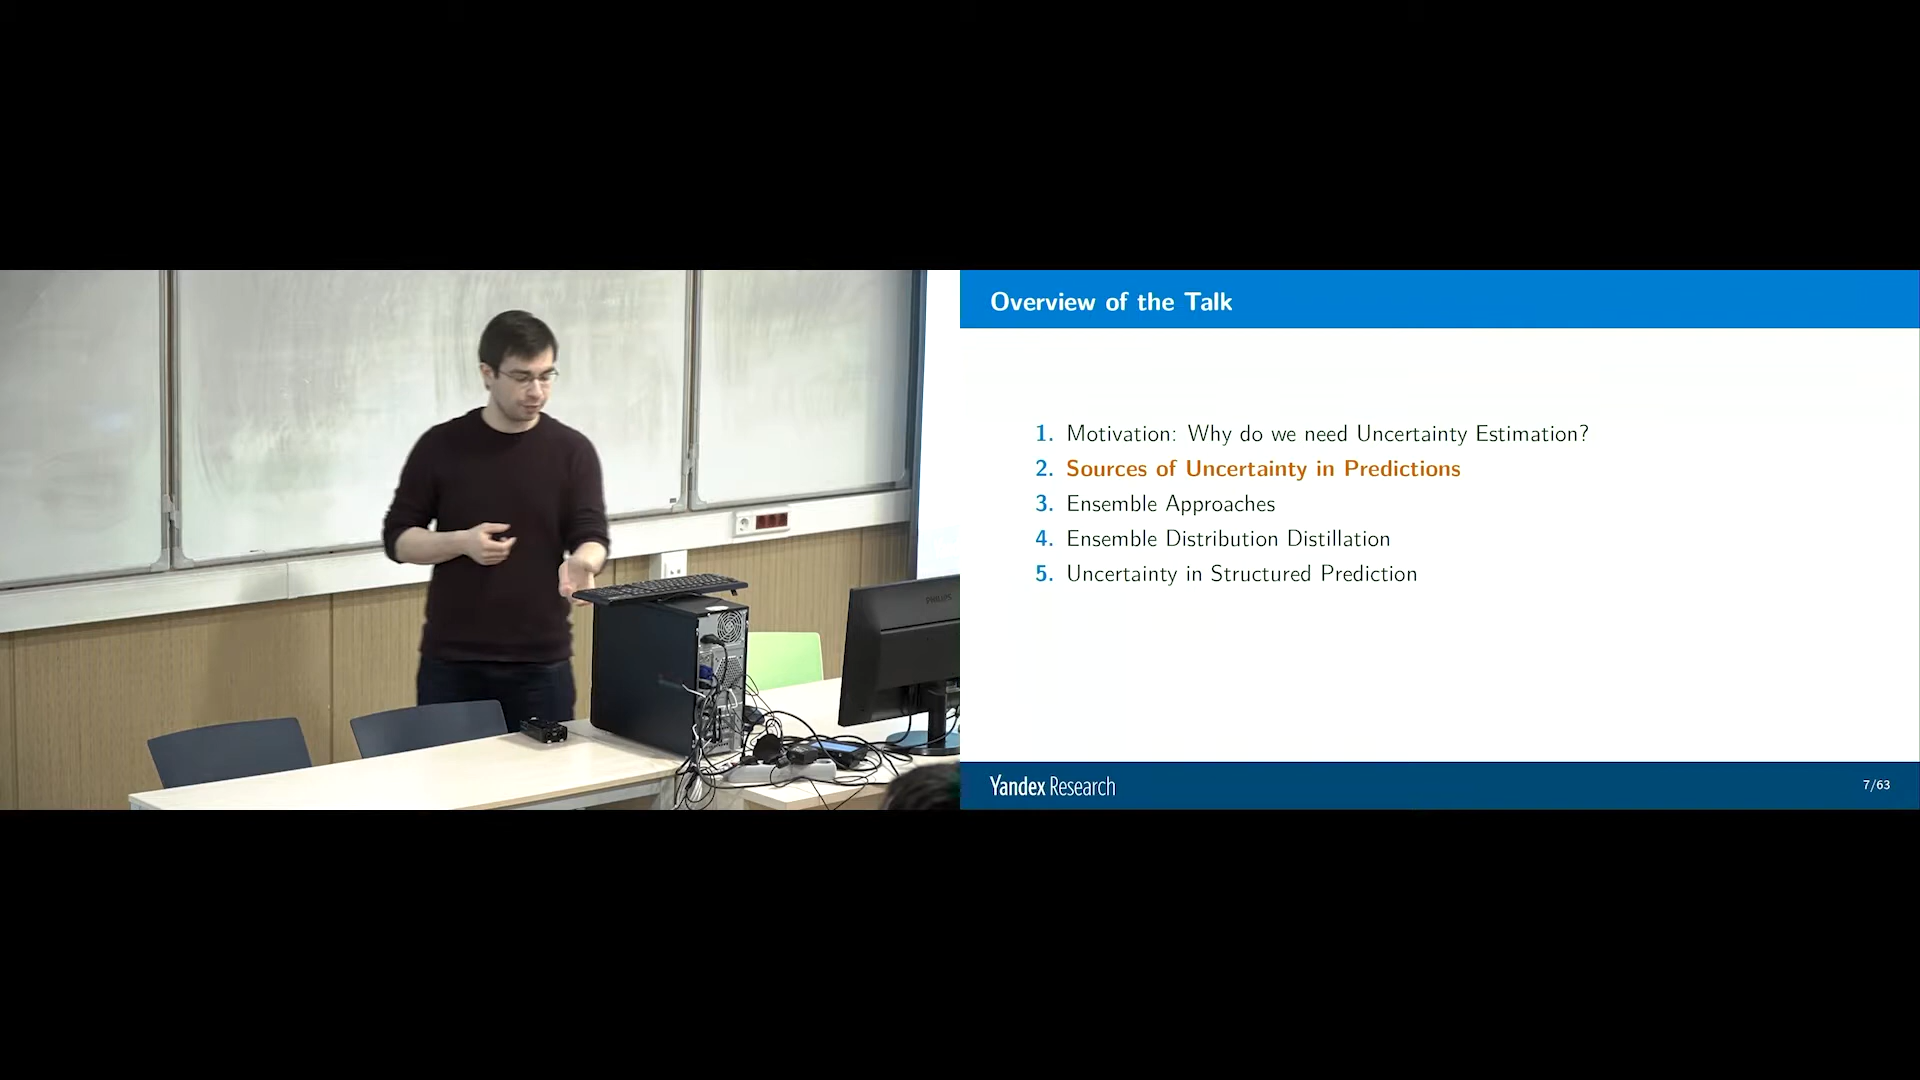 PHILIPS
Overview of the Talk
1. Motivation: Why do we need Uncertainty Estimation?
2. Sources of Uncertainty in Predictions
3. Ensemble Approaches
4. Ensemble Distribution Distillation
5. Uncertainty in Structured Prediction
Yandex Research
7/63